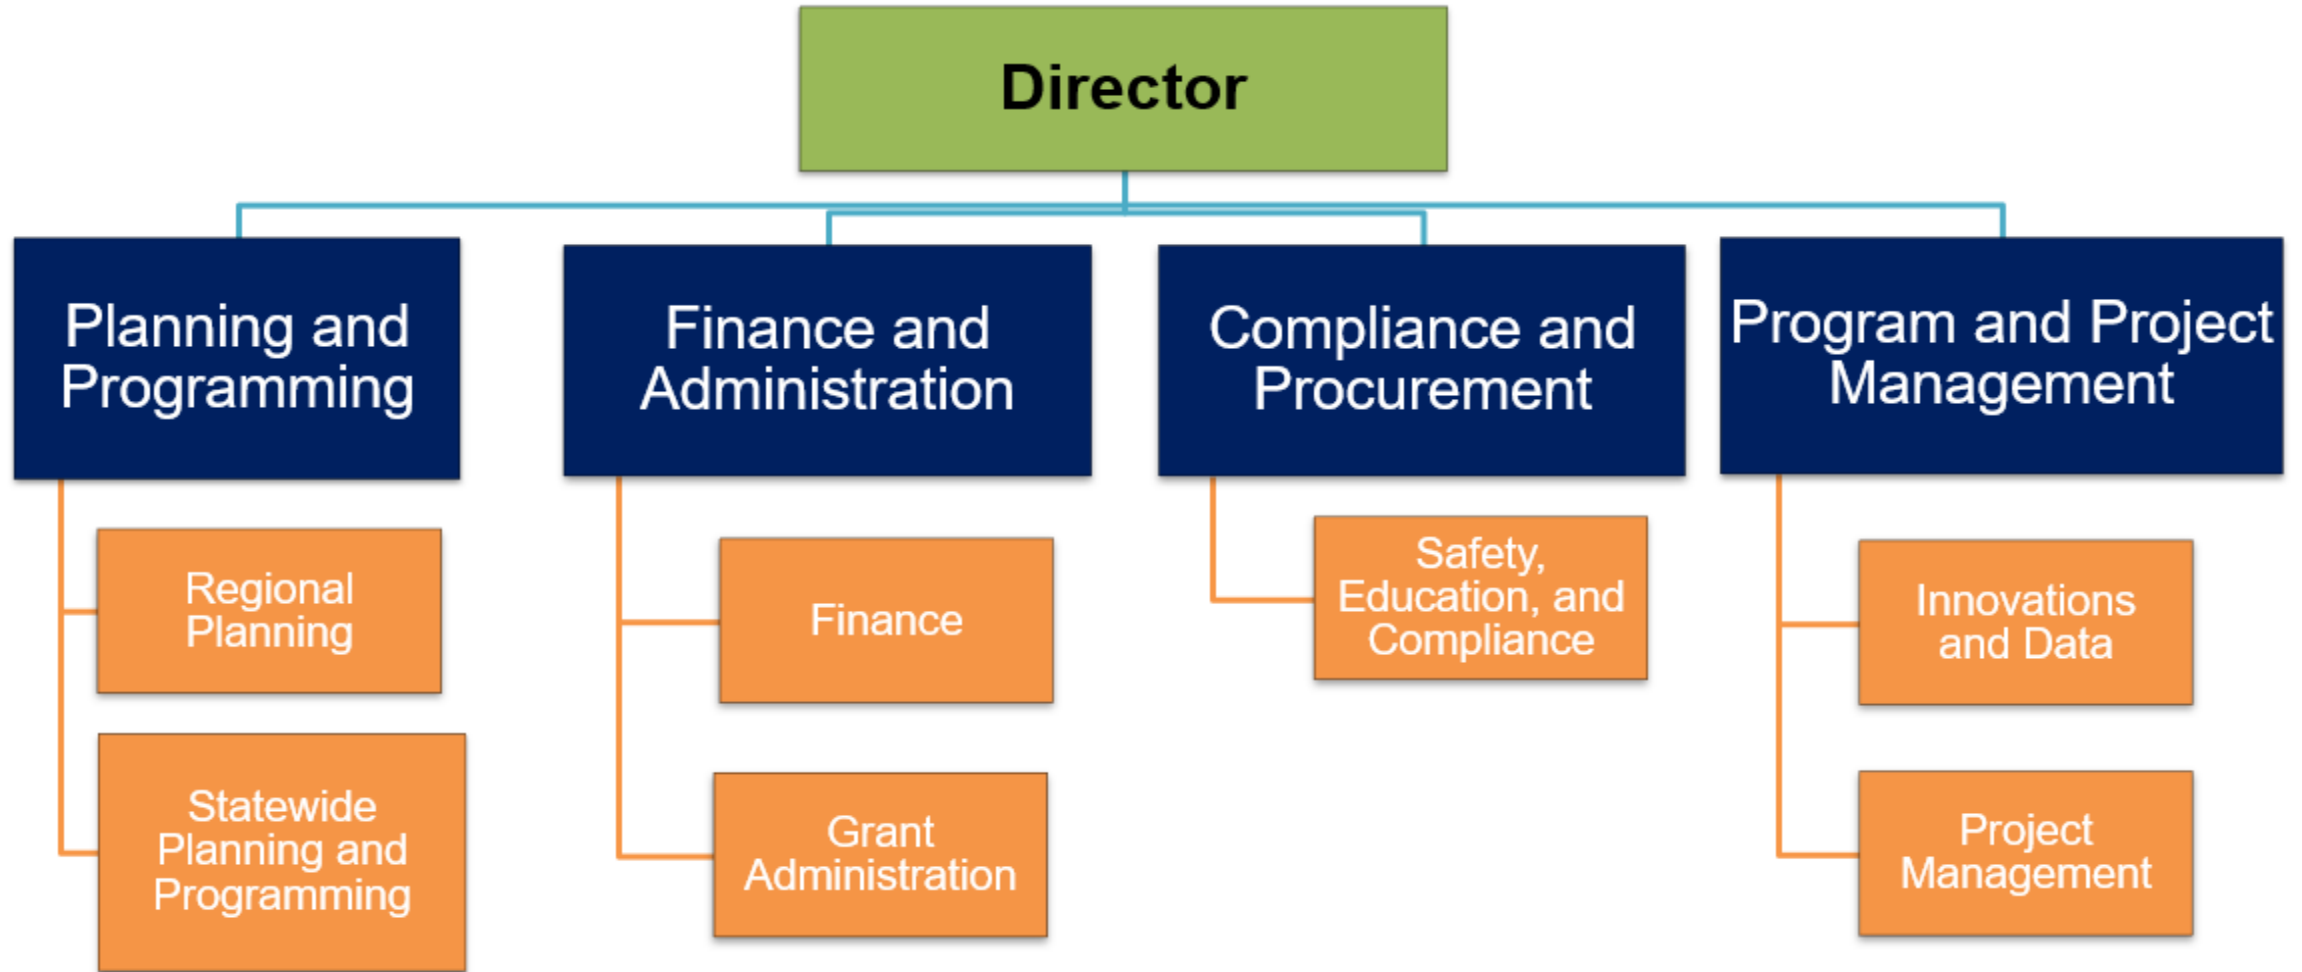 Director
Planning and
Programming
Finance and
Administration
Compliance and
Procurement
Program and Project
Management
Regional
Planning
Statewide
Planning and
Programming
Finance
Grant
Administration
Safety,
Education, and
Compliance
Innovations
and Data
Project
Management